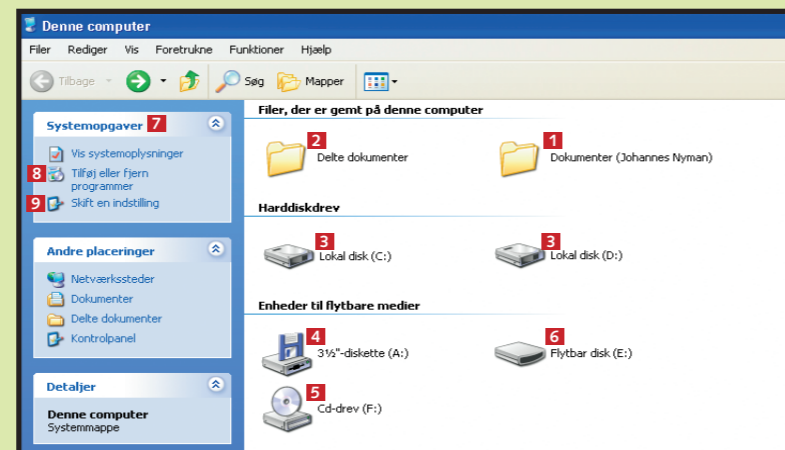 Denne computer
Filer Rediger Vis Foretrukne Funktioner Hjælp
Tilbage Søg Mapper
Systemopgaver 7
Vis systemoplysninger
8 Tilføj eller fjern
programmer
9 Skift en indstilling
Andre placeringer
Netværkssteder
Dokumenter
Delte dokumenter
Kontrolpanel
Detaljer
Denne computer
Systemmappe
Filer, der er gemt på denne computer
2 1
Delte dokumenter Dokumenter (Johannes Nyman)
Harddiskdrev
3 3
Lokal disk (C:) Lokal disk (D:)
Enheder til flytbare medier
4 6
3½"-diskette (A:) Flytbar disk (E:)
5
Cd-drev (F:)